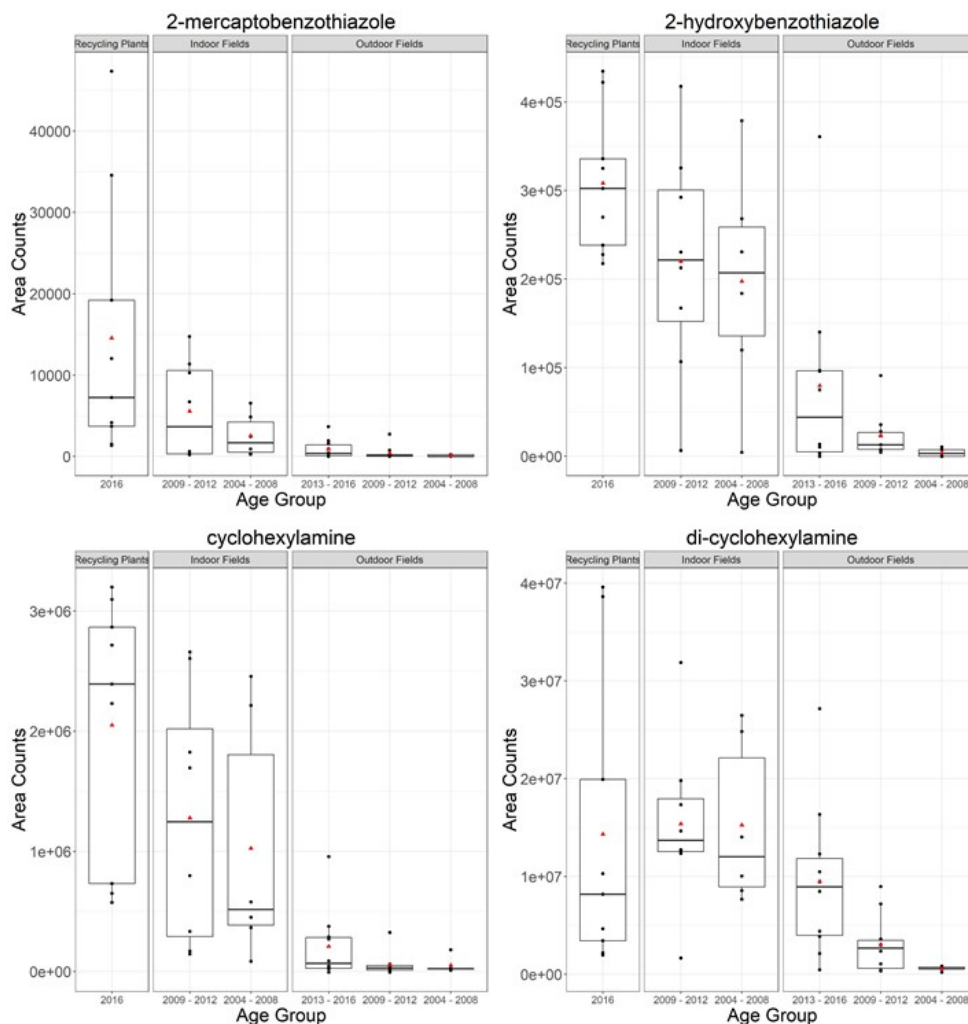 2-mercaptobenzothiazole
Recycling Plants Indoor Fields Outdoor Fields
Area Counts
40000
30000
20000
10000
0
2016 2009 - 2012 2004 - 2008 2013 - 2016 2009 - 2012 2004 - 2008
Age Group
2-hydroxybenzothiazole
Recycling Plants Indoor Fields Outdoor Fields
Area Counts
4e+05
3e+05
2e+05
1e+05
0e+00
2016 2009 - 2012 2004 - 2008 2013 - 2016 2009 - 2012 2004 - 2008
Age Group
cyclohexylamine
Recycling Plants Indoor Fields Outdoor Fields
Area Counts
3e+06
2e+06
1e+06
0e+00
2016 2009 - 2012 2004 - 2008 2013 - 2016 2009 - 2012 2004 - 2008
Age Group
di-cyclohexylamine
Recycling Plants Indoor Fields Outdoor Fields
Area Counts
4e+07
3e+07
2e+07
1e+07
0e+00
2016 2009 - 2012 2004 - 2008 2013 - 2016 2009 - 2012 2004 - 2008
Age Group